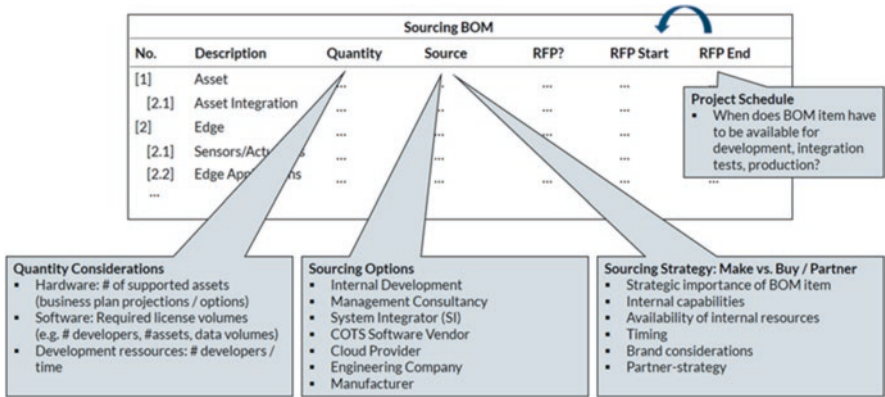 Sourcing BOM
No. Description Quantity Source RFP? RFP Start RFP End
[1] Asset ... ... ... ...
[2.1] Asset Integration ... ... ... ...
[2] Edge ... ... ... ...
[2.1] Sensors/Actu ... ... ... ...
[2.2] Edge App ns ... ... ... ... ...
...
Project Schedule
▪ When does BOM item have
to be available for
development, integration
tests, production?
Quantity Considerations
▪ Hardware: # of supported assets
(business plan projections / options)
▪ Software: Required license volumes
(e.g. # developers, #assets, data volumes)
▪ Development ressources: # developers /
time
Sourcing Options
▪ Internal Development
▪ Management Consultancy
▪ System Integrator (SI)
▪ COTS Software Vendor
▪ Cloud Provider
▪ Engineering Company
▪ Manufacturer
Sourcing Strategy: Make vs. Buy / Partner
▪ Strategic importance of BOM item
▪ Internal capabilities
▪ Availability of internal resources
▪ Timing
▪ Brand considerations
▪ Partner-strategy